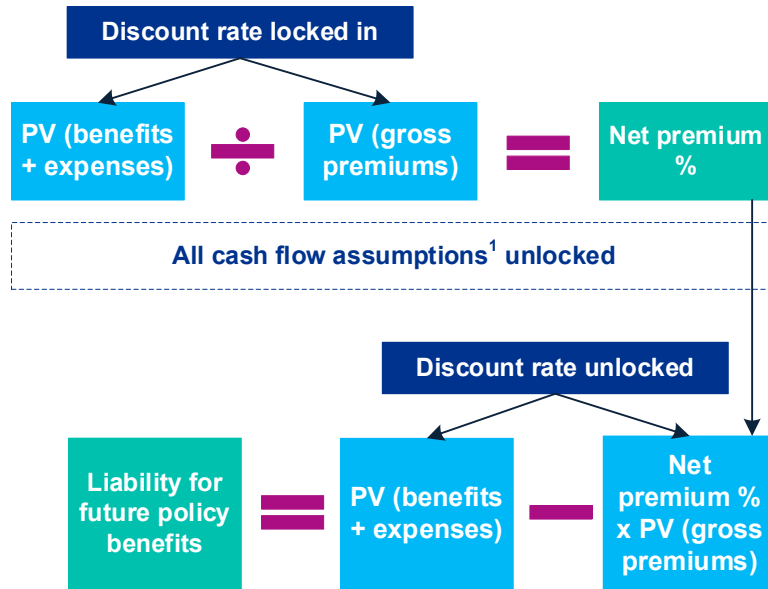 Discount rate locked in
PV (benefits
+ expenses)
÷
PV (gross
premiums)
=
Net premium
%
All cash flow assumptions¹ unlocked
Discount rate unlocked
Liability for
future policy
benefits
=
PV (benefits
+ expenses)
−
Net
premium %
x PV (gross
premiums)